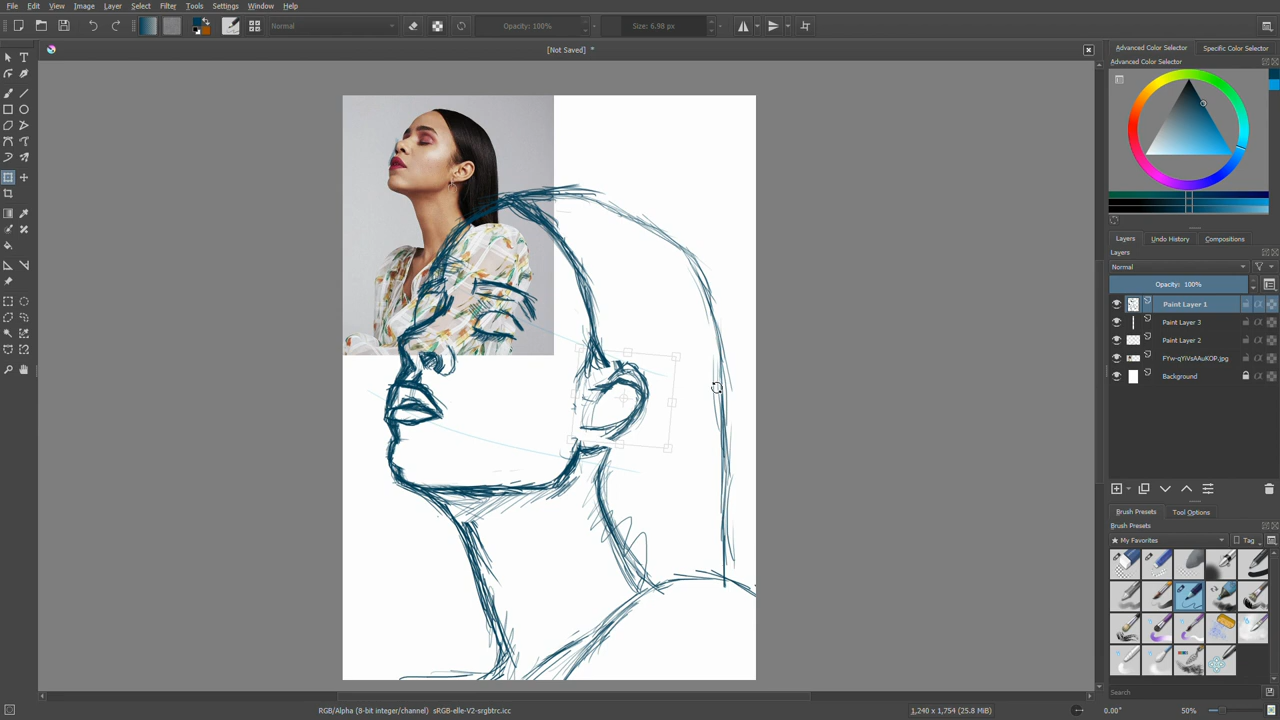 File Edit View Image Layer Select Filter Tools Settings Window Help
Normal Opacity: 100% Size: 6.98 px
[Not Saved] *
Advanced Color Selector Specific Color Selector
Advanced Color Selector
Layers Undo History Compositions
Layers
Normal
Opacity: 100%
Paint Layer 1
Paint Layer 3
Paint Layer 2
FYw-qYiVsAAuKOP.jpg
Background
Brush Presets Tool Options
Brush Presets
★ My Favorites Tag
Search
RGB/Alpha (8-bit integer/channel) sRGB-elle-V2-srgbtrc.icc 1,240 x 1,754 (25.8 MiB) 0.00° 50%